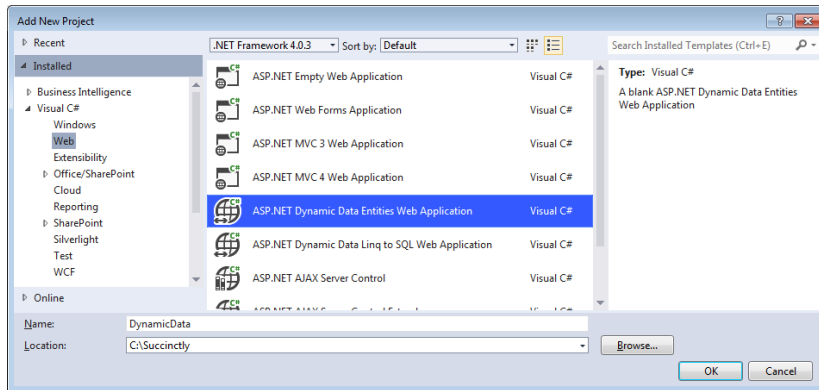 Add New Project
Recent
.NET Framework 4.0.3
Sort by: Default
Search Installed Templates (Ctrl+E)
Installed
Business Intelligence
Visual C#
Windows
Web
Extensibility
Office/SharePoint
Cloud
Reporting
SharePoint
Silverlight
Test
WCF
Online
ASP.NET Empty Web Application Visual C#
ASP.NET Web Forms Application Visual C#
ASP.NET MVC 3 Web Application Visual C#
ASP.NET MVC 4 Web Application Visual C#
ASP.NET Dynamic Data Entities Web Application Visual C#
ASP.NET Dynamic Data Linq to SQL Web Application Visual C#
ASP.NET AJAX Server Control Visual C#
Type: Visual C#
A blank ASP.NET Dynamic Data Entities
Web Application
Name: DynamicData
Location: C:\Succinctly
Browse...
OK Cancel